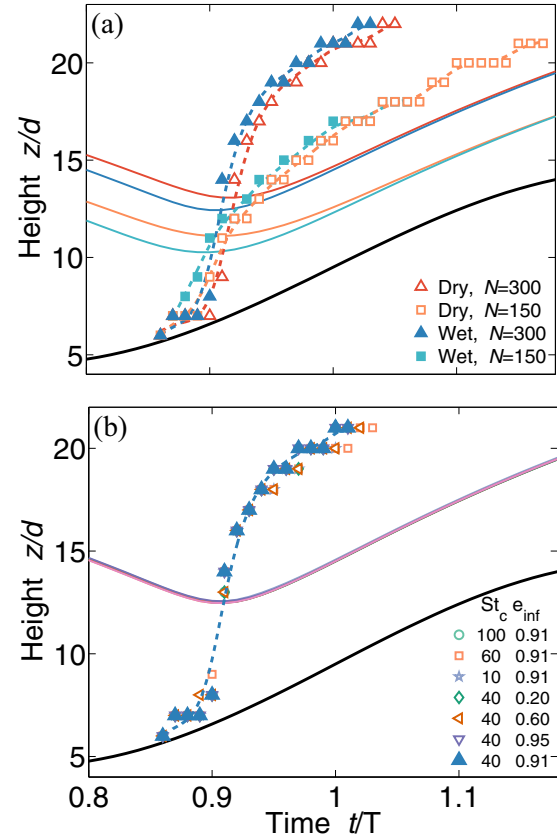 (a)
Height z/d
20
15
10
5
Dry, N=300
Dry, N=150
Wet, N=300
Wet, N=150
(b)
Height z/d
20
15
10
5
St_c e_inf
100 0.91
60 0.91
10 0.91
40 0.20
40 0.60
40 0.95
40 0.91
0.8 0.9 1 1.1
Time t/T